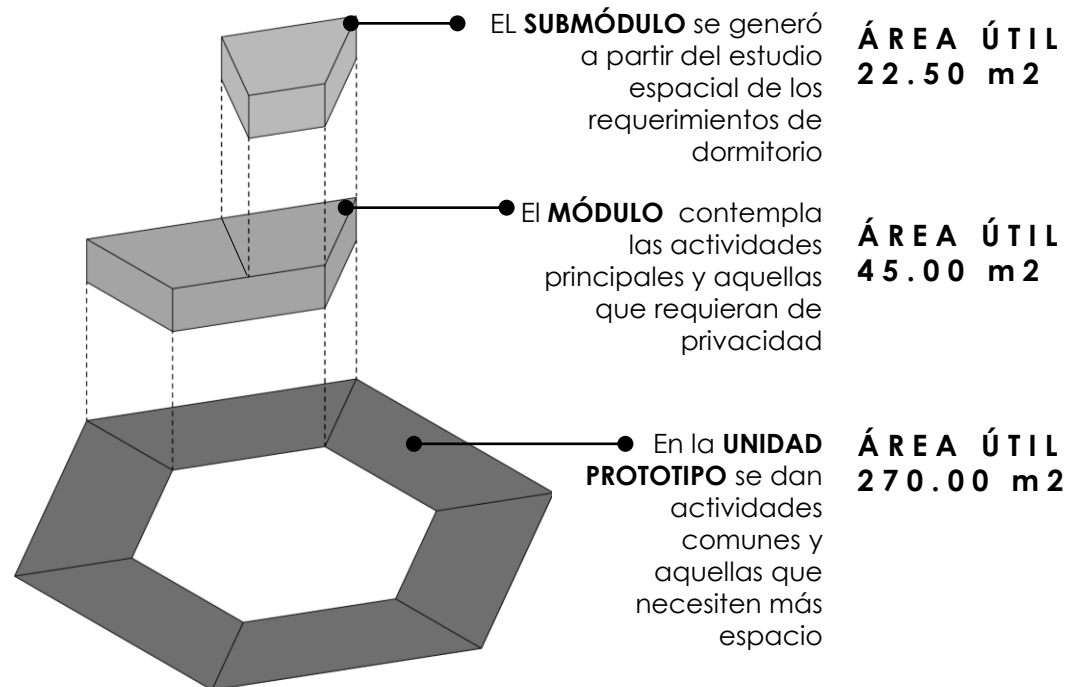 EL SUBMÓDULO se generó
a partir del estudio
espacial de los
requerimientos de
dormitorio
ÁREA ÚTIL
22.50 m2
El MÓDULO contempla
las actividades
principales y aquellas
que requieran de
privacidad
ÁREA ÚTIL
45.00 m2
En la UNIDAD
PROTOTIPO se dan
actividades
comunes y
aquellas que
necesiten más
espacio
ÁREA ÚTIL
270.00 m2